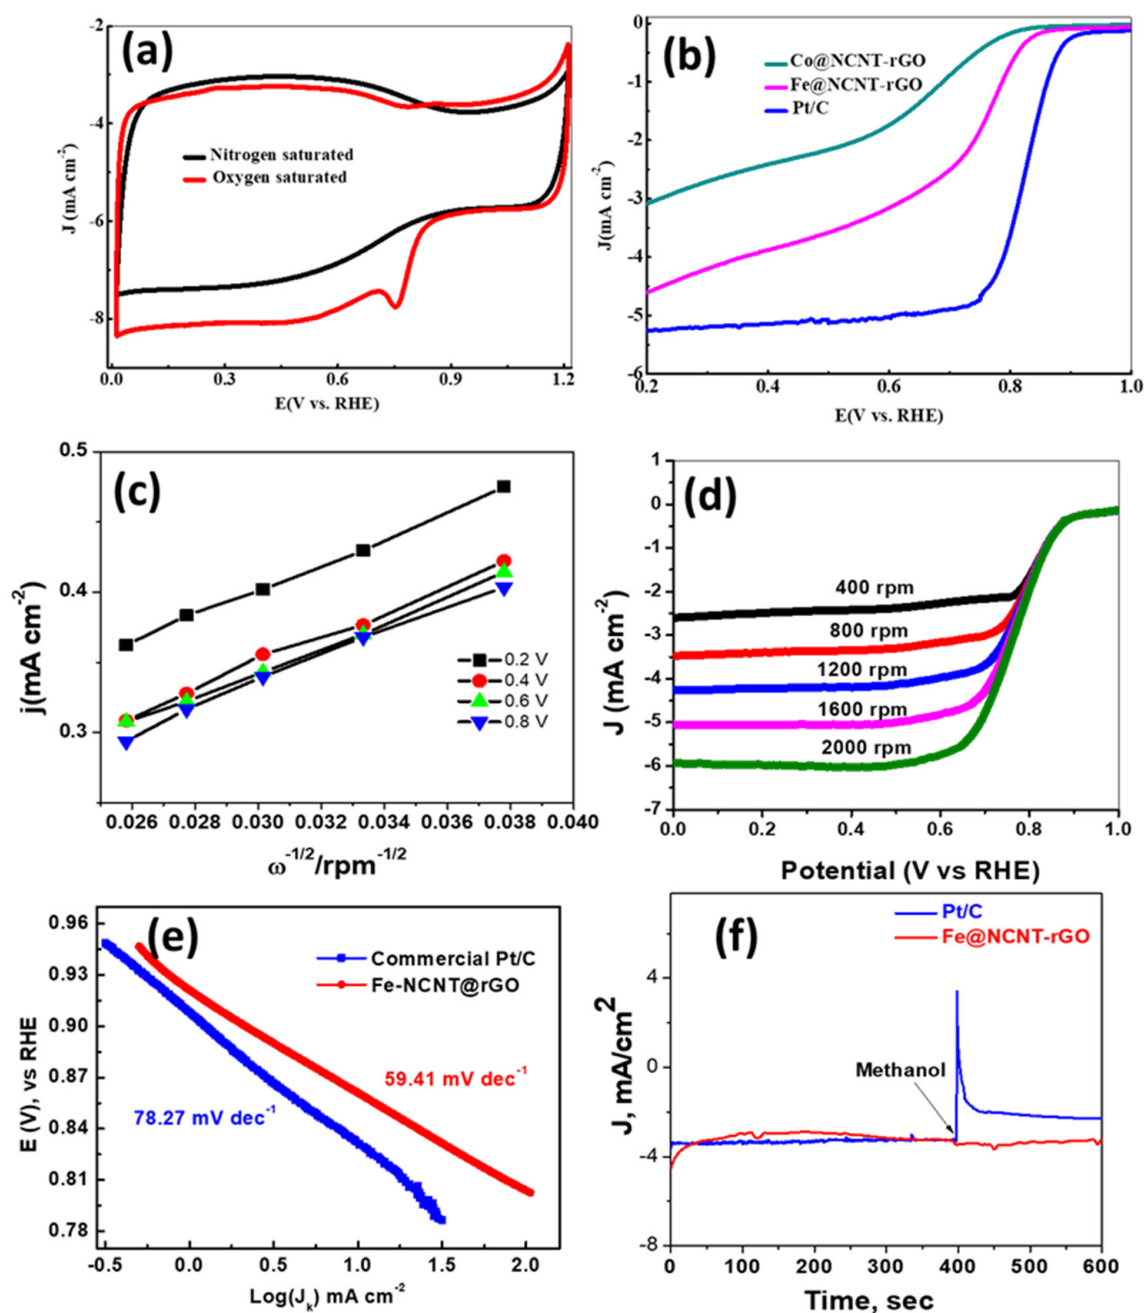 (a)
-2
-4
-6
-8
J (mA cm-2)
Nitrogen saturated
Oxygen saturated
0.0 0.3 0.6 0.9 1.2
E(V vs. RHE)
(b)
0
-1
-2
-3
-4
-5
-6
J(mA cm-2)
Co@NCNT-rGO
Fe@NCNT-rGO
Pt/C
0.2 0.4 0.6 0.8 1.0
E(V vs. RHE)
(c)
0.5
0.4
0.3
j(mA cm-2)
0.2 V
0.4 V
0.6 V
0.8 V
0.026 0.028 0.030 0.032 0.034 0.036 0.038 0.040
ω-1/2/rpm-1/2
(d)
1
0
-1
-2
-3
-4
-5
-6
-7
J (mA cm-2)
400 rpm
800 rpm
1200 rpm
1600 rpm
2000 rpm
0.0 0.2 0.4 0.6 0.8 1.0
Potential (V vs RHE)
(e)
0.96
0.93
0.90
0.87
0.84
0.81
0.78
E (V), vs RHE
Commercial Pt/C
Fe-NCNT@rGO
59.41 mV dec-1
78.27 mV dec-1
-0.5 0.0 0.5 1.0 1.5 2.0
Log(Jk) mA cm-2
(f)
4
0
-4
-8
J, mA/cm2
Pt/C
Fe@NCNT-rGO
Methanol
0 100 200 300 400 500 600
Time, sec